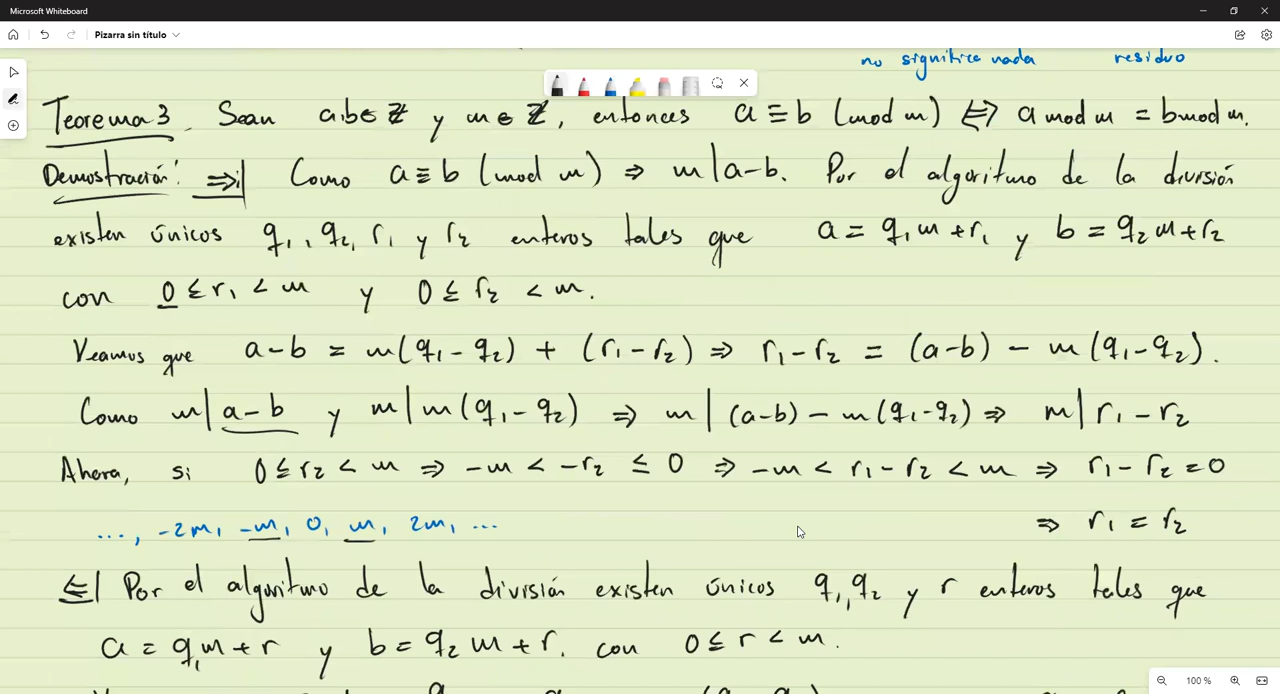 Microsoft Whiteboard
Pizarra sin título
no significa nada residuo
Teorema 3. Sean a,b∈ℤ y m∈ℤ, entonces a ≡ b (mod m) ⇔ a mod m = b mod m.
Demostración: ⇒| Como a ≡ b (mod m) ⇒ m|a-b. Por el algoritmo de la división
existen únicos q₁, q₂, r₁ y r₂ enteros tales que a = q₁m + r₁ y b = q₂m + r₂
con 0 ≤ r₁ < m y 0 ≤ r₂ < m.
Veamos que a-b = m(q₁-q₂) + (r₁-r₂) ⇒ r₁-r₂ = (a-b) - m(q₁-q₂).
Como m|a-b y m|m(q₁-q₂) ⇒ m|(a-b) - m(q₁-q₂) ⇒ m|r₁-r₂
Ahora, si 0 ≤ r₂ < m ⇒ -m < -r₂ ≤ 0 ⇒ -m < r₁-r₂ < m ⇒ r₁-r₂ = 0
..., -2m, -m, 0, m, 2m, ... ⇒ r₁ = r₂
⇐| Por el algoritmo de la división existen únicos q₁, q₂ y r enteros tales que
a = q₁m + r y b = q₂m + r. con 0 ≤ r < m.
100 %